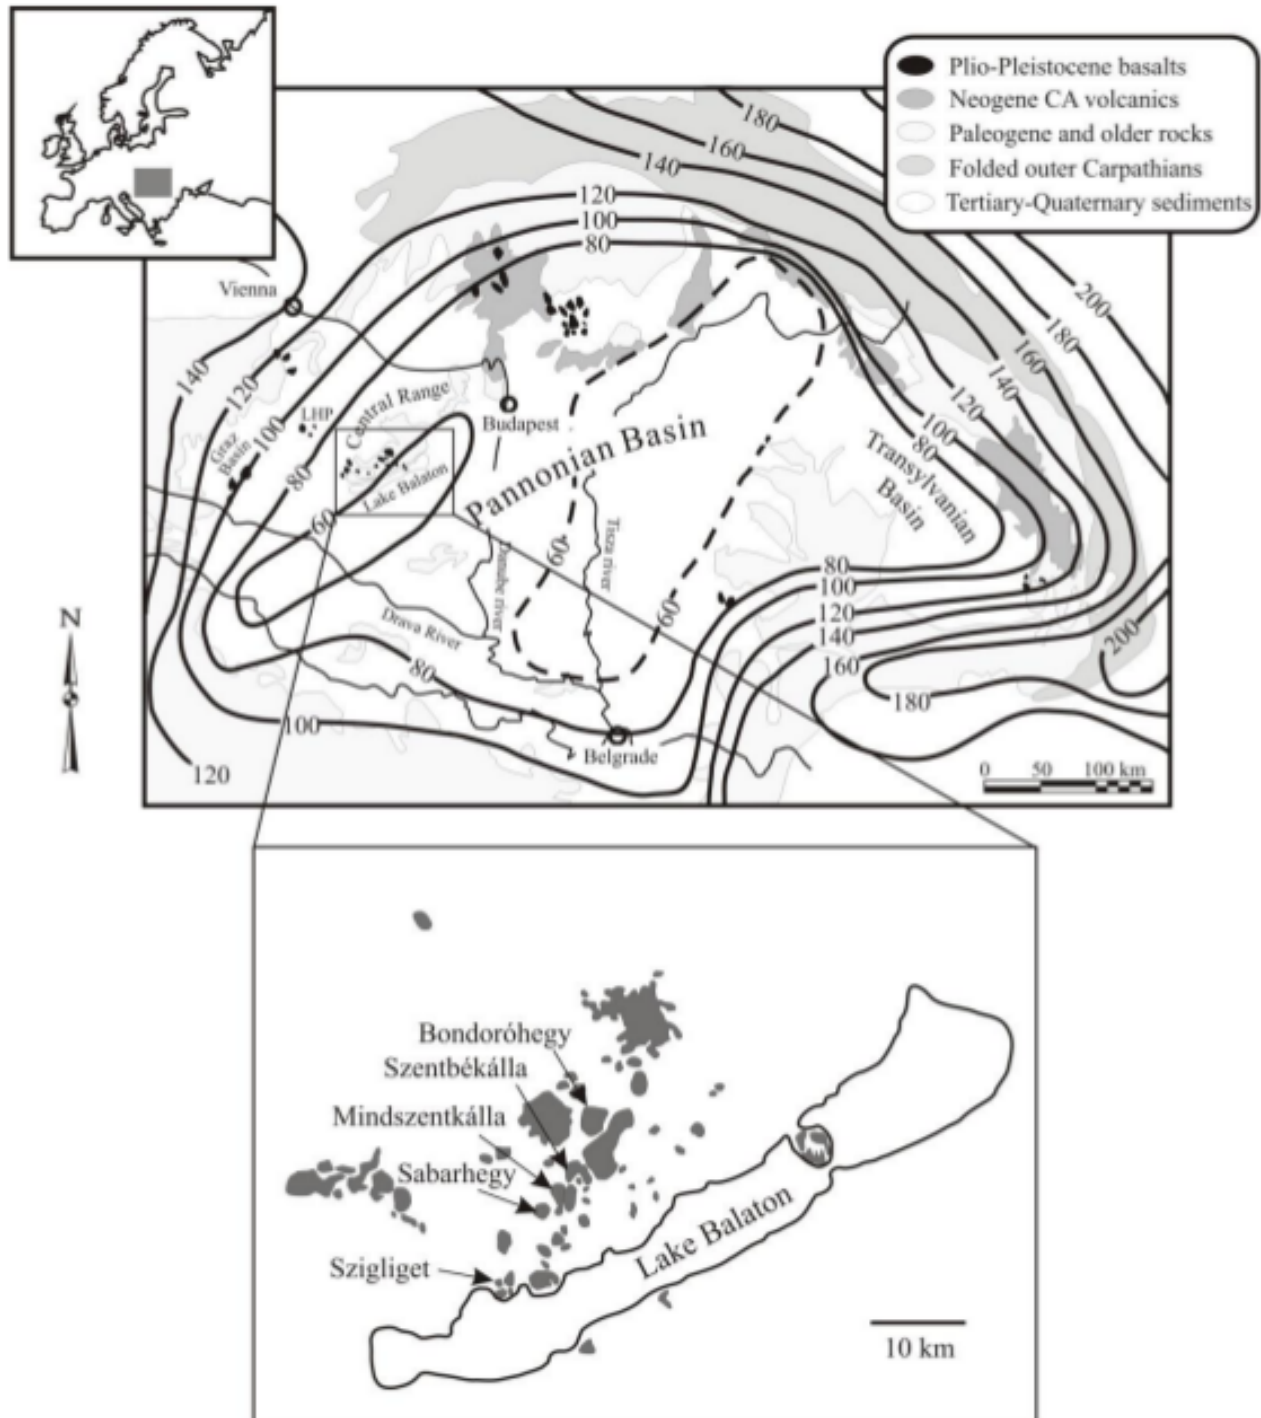 Plio-Pleistocene basalts
Neogene CA volcanics
Paleogene and older rocks
Folded outer Carpathians
Tertiary-Quaternary sediments
180
160
140
120
100
80
200
180
160
140
120
100
80
Vienna
140
120
100
80
60
LHP
Central Range
Graz
Basin
Budapest
Lake Balaton
Pannonian Basin
Transylvanian
Basin
Tisza river
Danube river
60
60
Drava River
N
80
100
120
Belgrade
80
100
120
140
160
180
200
0 50 100 km
Bondoróhegy
Szentbékálla
Mindszentkálla
Sabarhegy
Szigliget
Lake Balaton
10 km